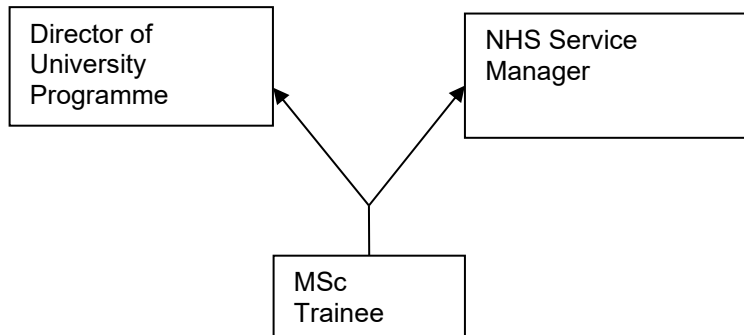 Director of
University
Programme
NHS Service
Manager
MSc
Trainee